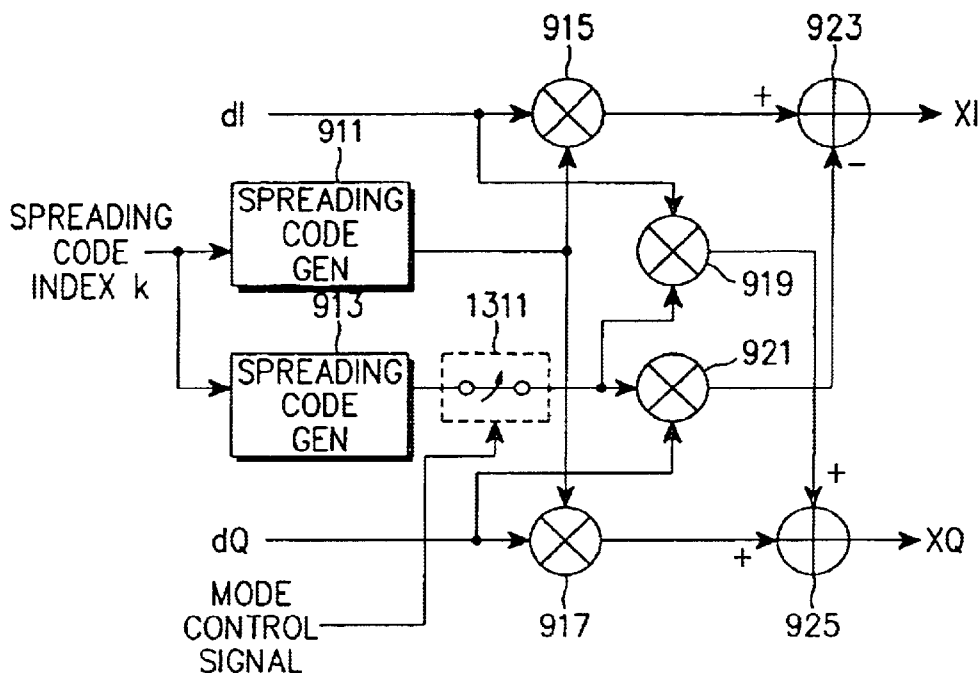 915
923
dI
+
XI
911
-
SPREADING
CODE
INDEX k
SPREADING
CODE
GEN
919
913
1311
921
SPREADING
CODE
GEN
+
dQ
+
XQ
MODE
CONTROL
SIGNAL
917
925